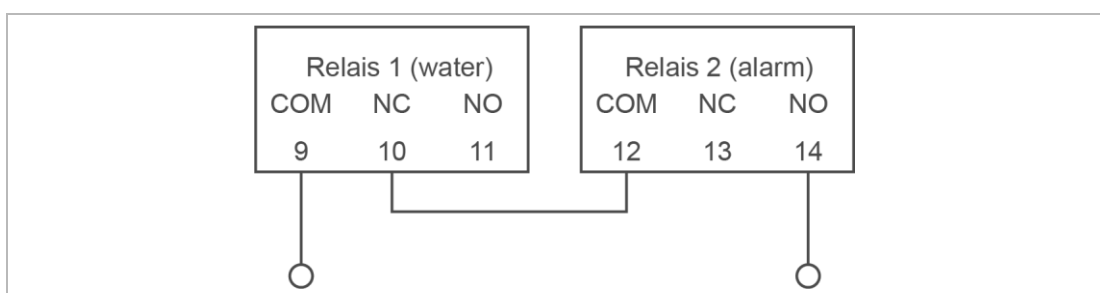 Relais 1 (water)
COM NC NO
9 10 11
Relais 2 (alarm)
COM NC NO
12 13 14